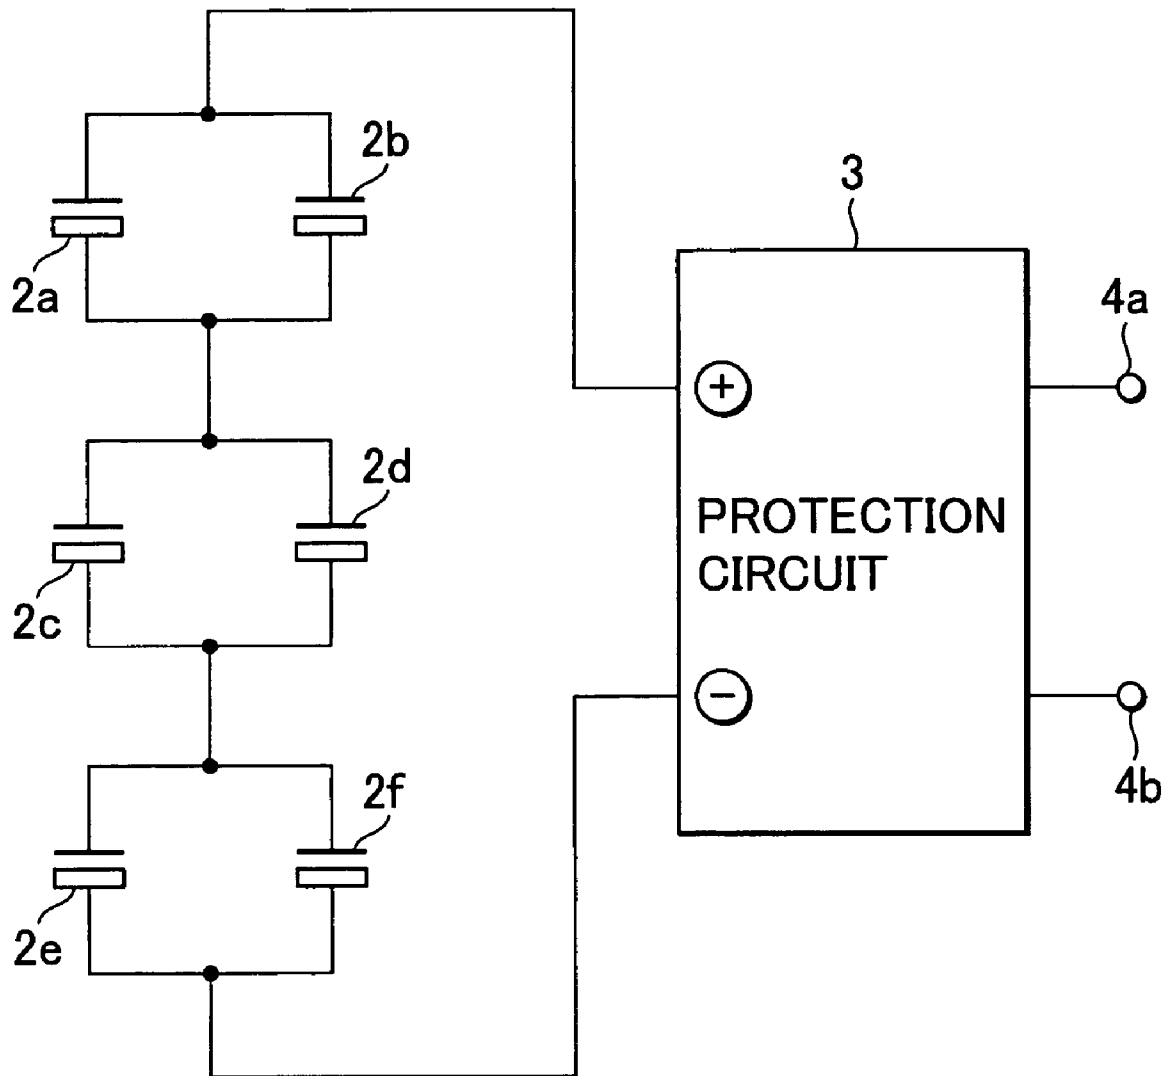 2b
3
2a
4a
+
2d
PROTECTION
CIRCUIT
2c
−
4b
2f
2e